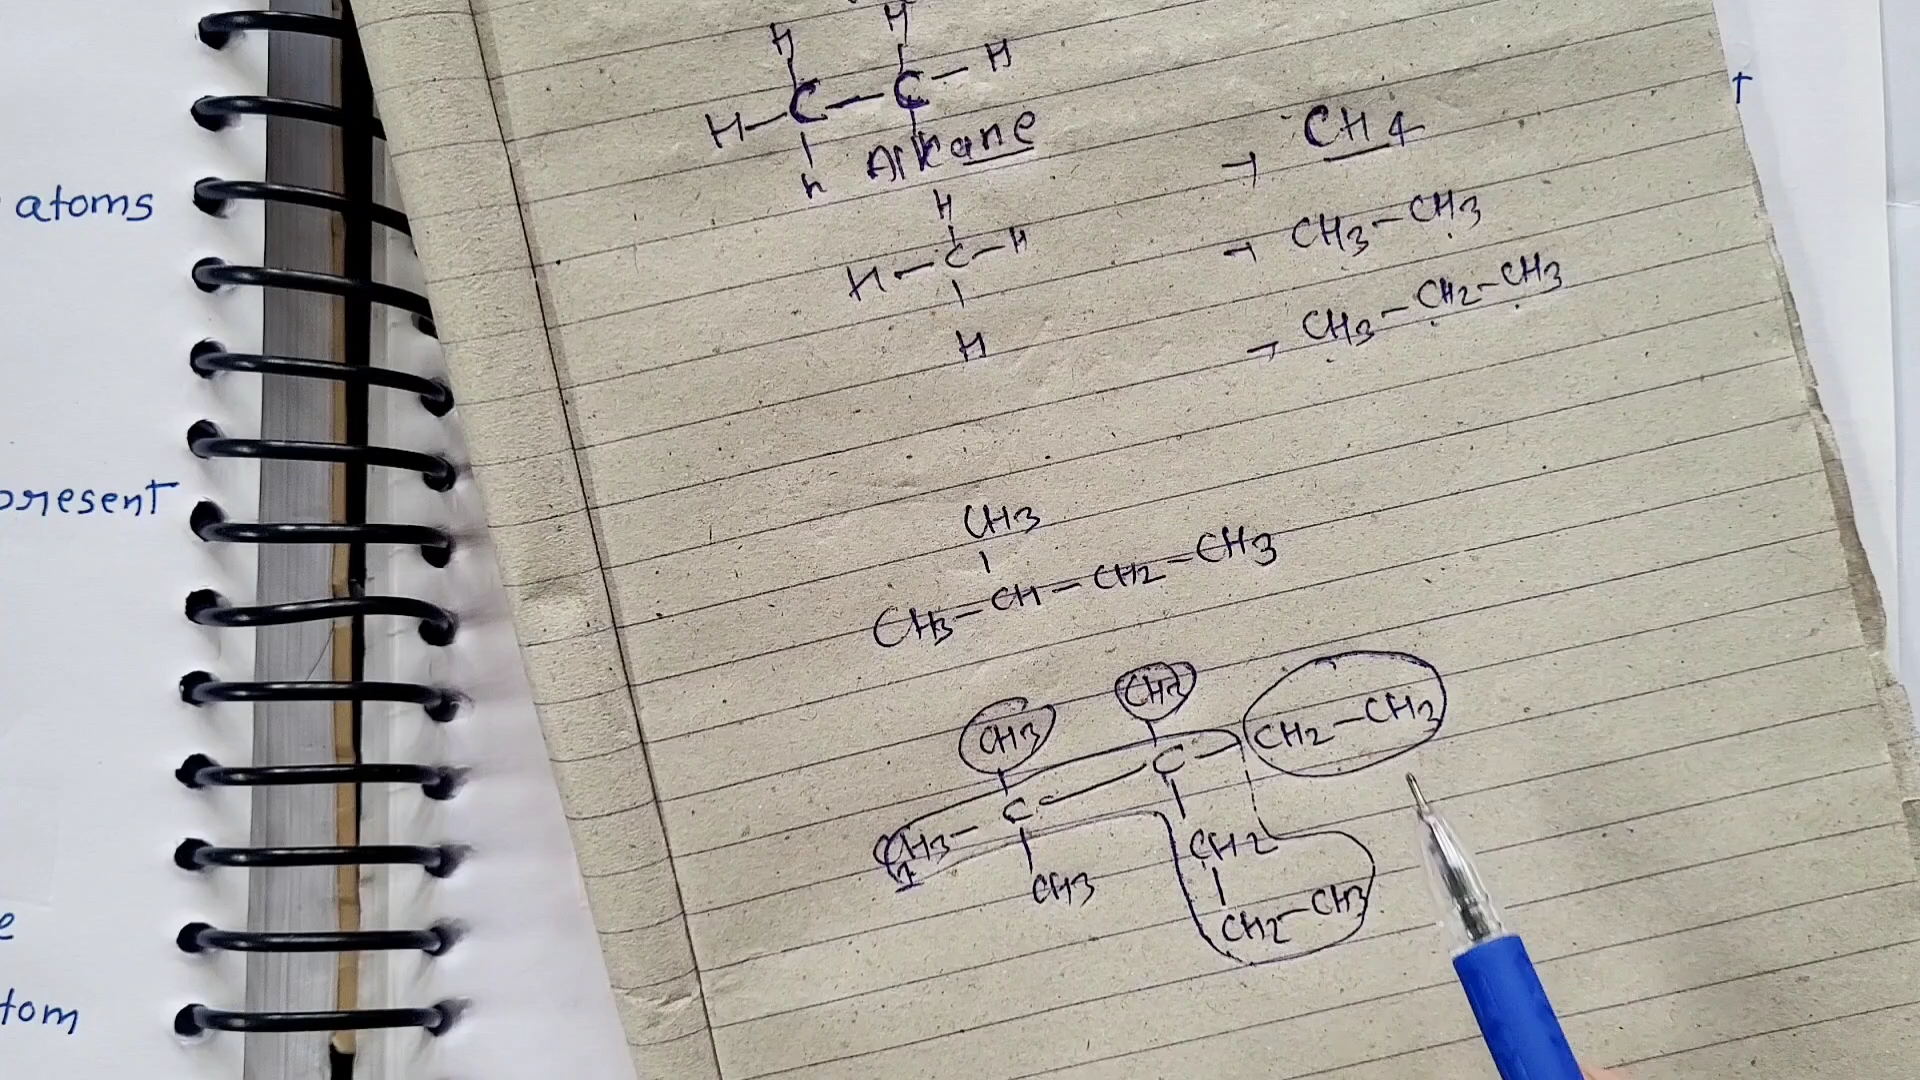 H H
H-C-C-H
h Alkane
→ CH4
atoms
H
H-C-H
H
→ CH3-CH3
→ CH3-CH2-CH3
present
CH3
CH3-CH-CH2-CH3
CH3 CH3
CH3-C-C-CH2-CH3
1 CH3 CH2
CH2-CH3
e
tom